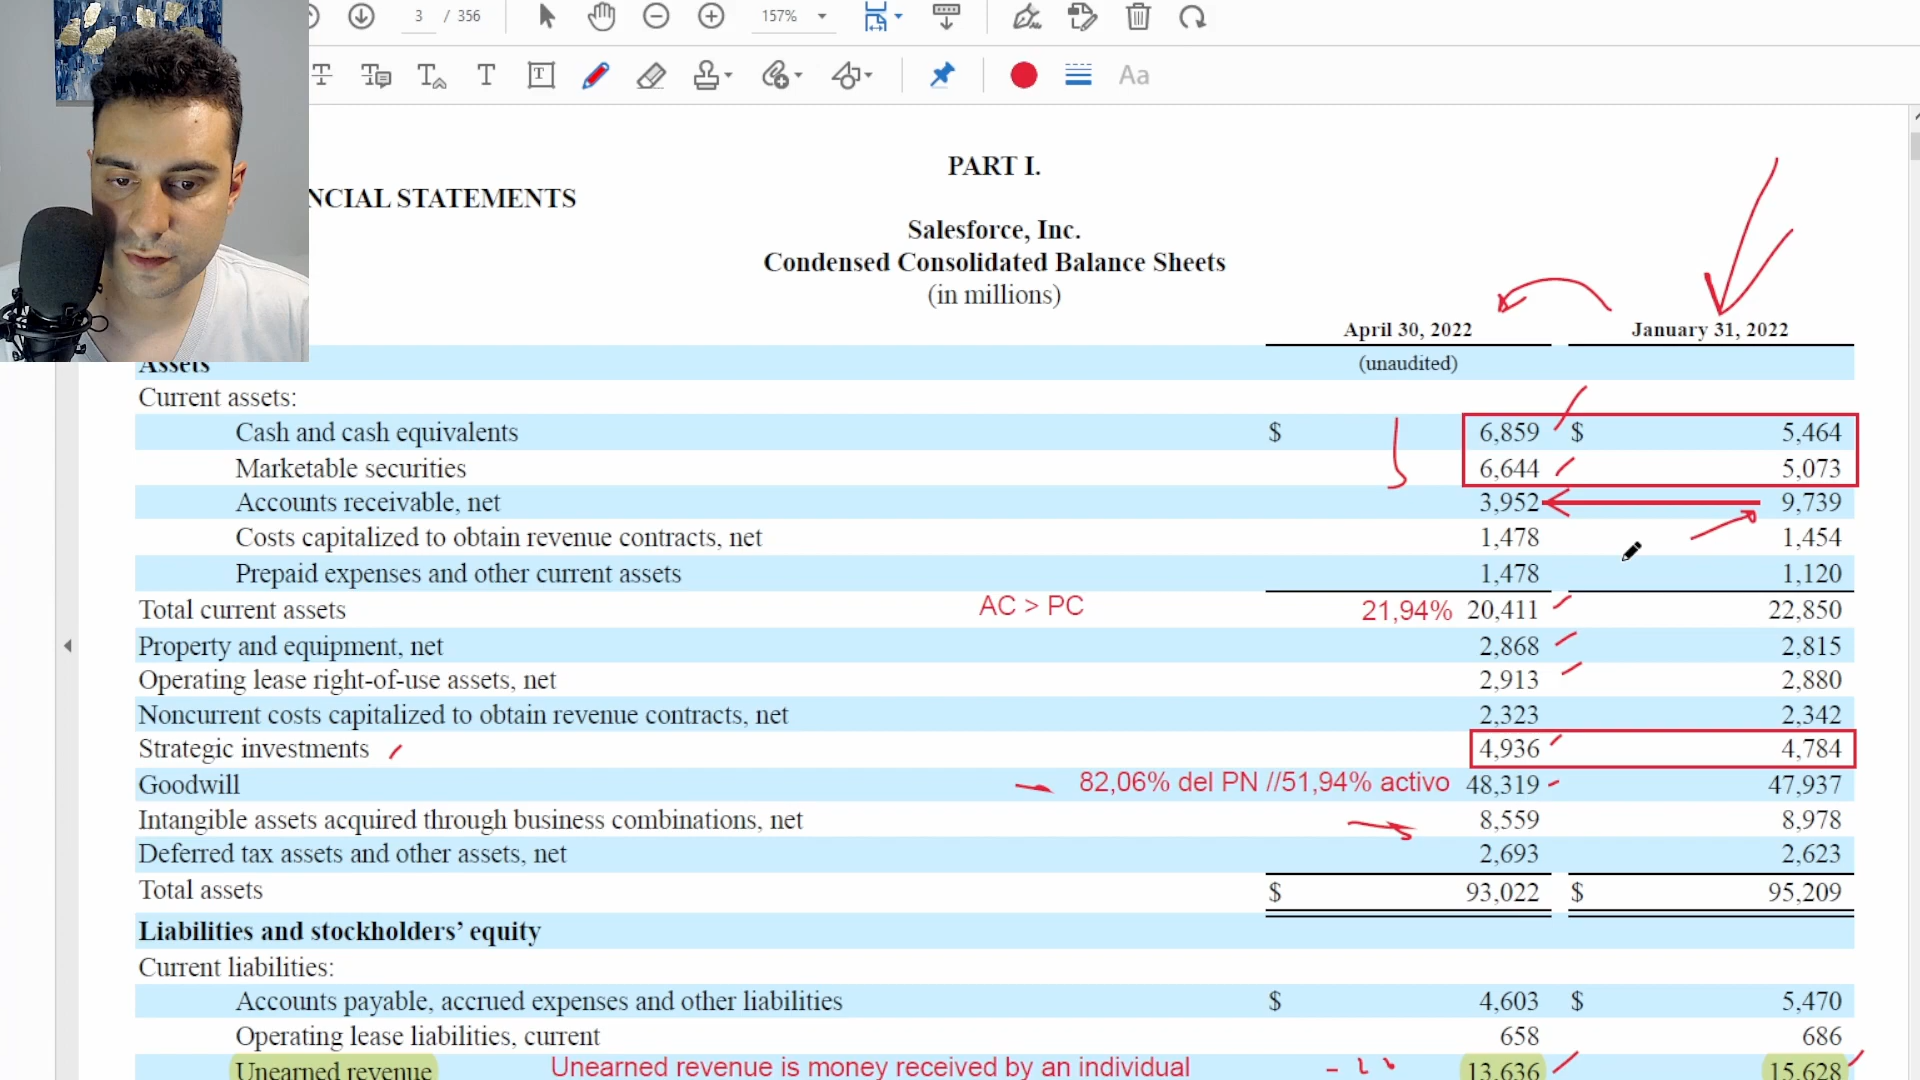 3 / 356 157%
Aa
PART I.
NCIAL STATEMENTS
Salesforce, Inc.
Condensed Consolidated Balance Sheets
(in millions)
April 30, 2022 January 31, 2022
Assets (unaudited)
Current assets:
Cash and cash equivalents $ 6,859 $ 5,464
Marketable securities 6,644 5,073
Accounts receivable, net 3,952 9,739
Costs capitalized to obtain revenue contracts, net 1,478 1,454
Prepaid expenses and other current assets 1,478 1,120
Total current assets AC > PC 21,94% 20,411 22,850
Property and equipment, net 2,868 2,815
Operating lease right-of-use assets, net 2,913 2,880
Noncurrent costs capitalized to obtain revenue contracts, net 2,323 2,342
Strategic investments 4,936 4,784
Goodwill 82,06% del PN //51,94% activo 48,319 47,937
Intangible assets acquired through business combinations, net 8,559 8,978
Deferred tax assets and other assets, net 2,693 2,623
Total assets $ 93,022 $ 95,209
Liabilities and stockholders’ equity
Current liabilities:
Accounts payable, accrued expenses and other liabilities $ 4,603 $ 5,470
Operating lease liabilities, current 658 686
Unearned revenue Unearned revenue is money received by an individual 13,636 15,628